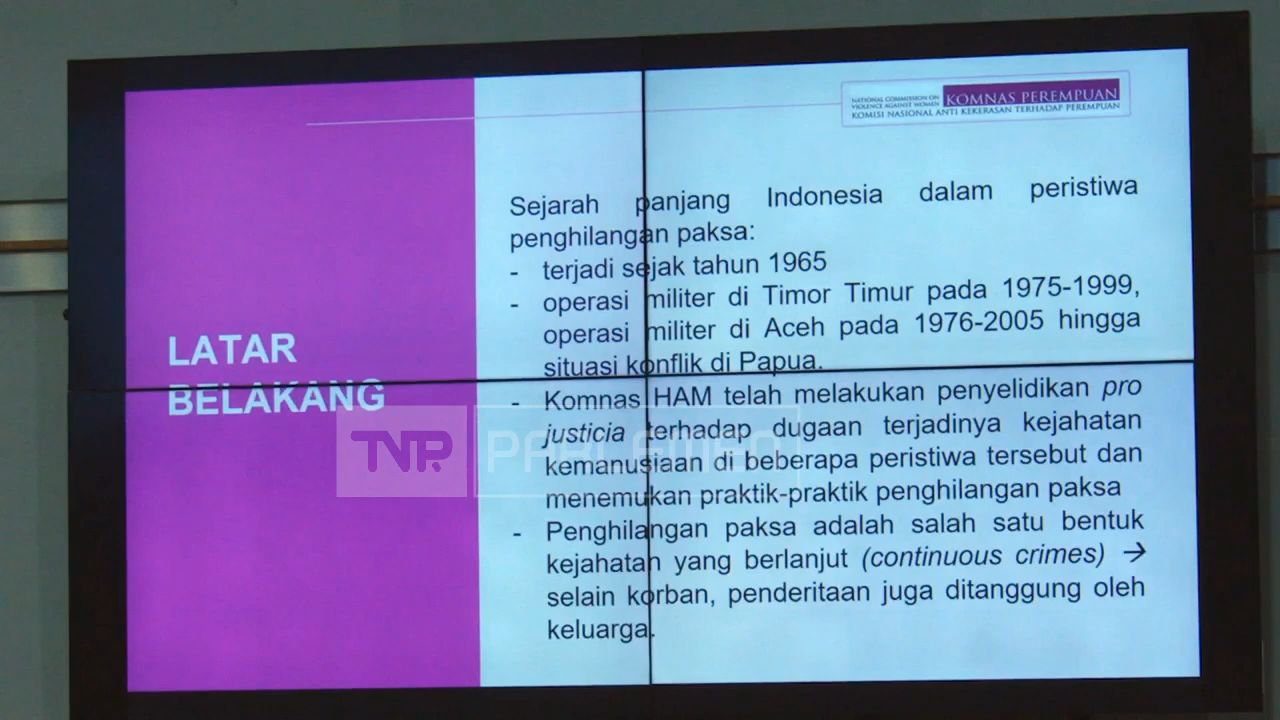 NATIONAL COMMISSION ON
VIOLENCE AGAINST WOMEN
KOMNAS PEREMPUAN
KOMISI NASIONAL ANTI KEKERASAN TERHADAP PEREMPUAN
LATAR
BELAKANG
Sejarah panjang Indonesia dalam peristiwa
penghilangan paksa:
- terjadi sejak tahun 1965
- operasi militer di Timor Timur pada 1975-1999,
operasi militer di Aceh pada 1976-2005 hingga
situasi konflik di Papua.
- Komnas HAM telah melakukan penyelidikan pro
justicia terhadap dugaan terjadinya kejahatan
kemanusiaan di beberapa peristiwa tersebut dan
menemukan praktik-praktik penghilangan paksa
- Penghilangan paksa adalah salah satu bentuk
kejahatan yang berlanjut (continuous crimes) →
selain korban, penderitaan juga ditanggung oleh
keluarga.
TVR PARLEMEN